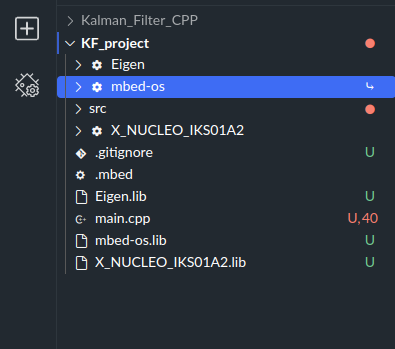 Kalman_Filter_CPP
KF_project
Eigen
mbed-os
src
X_NUCLEO_IKS01A2
.gitignore U
.mbed
Eigen.lib U
main.cpp U, 40
mbed-os.lib U
X_NUCLEO_IKS01A2.lib U